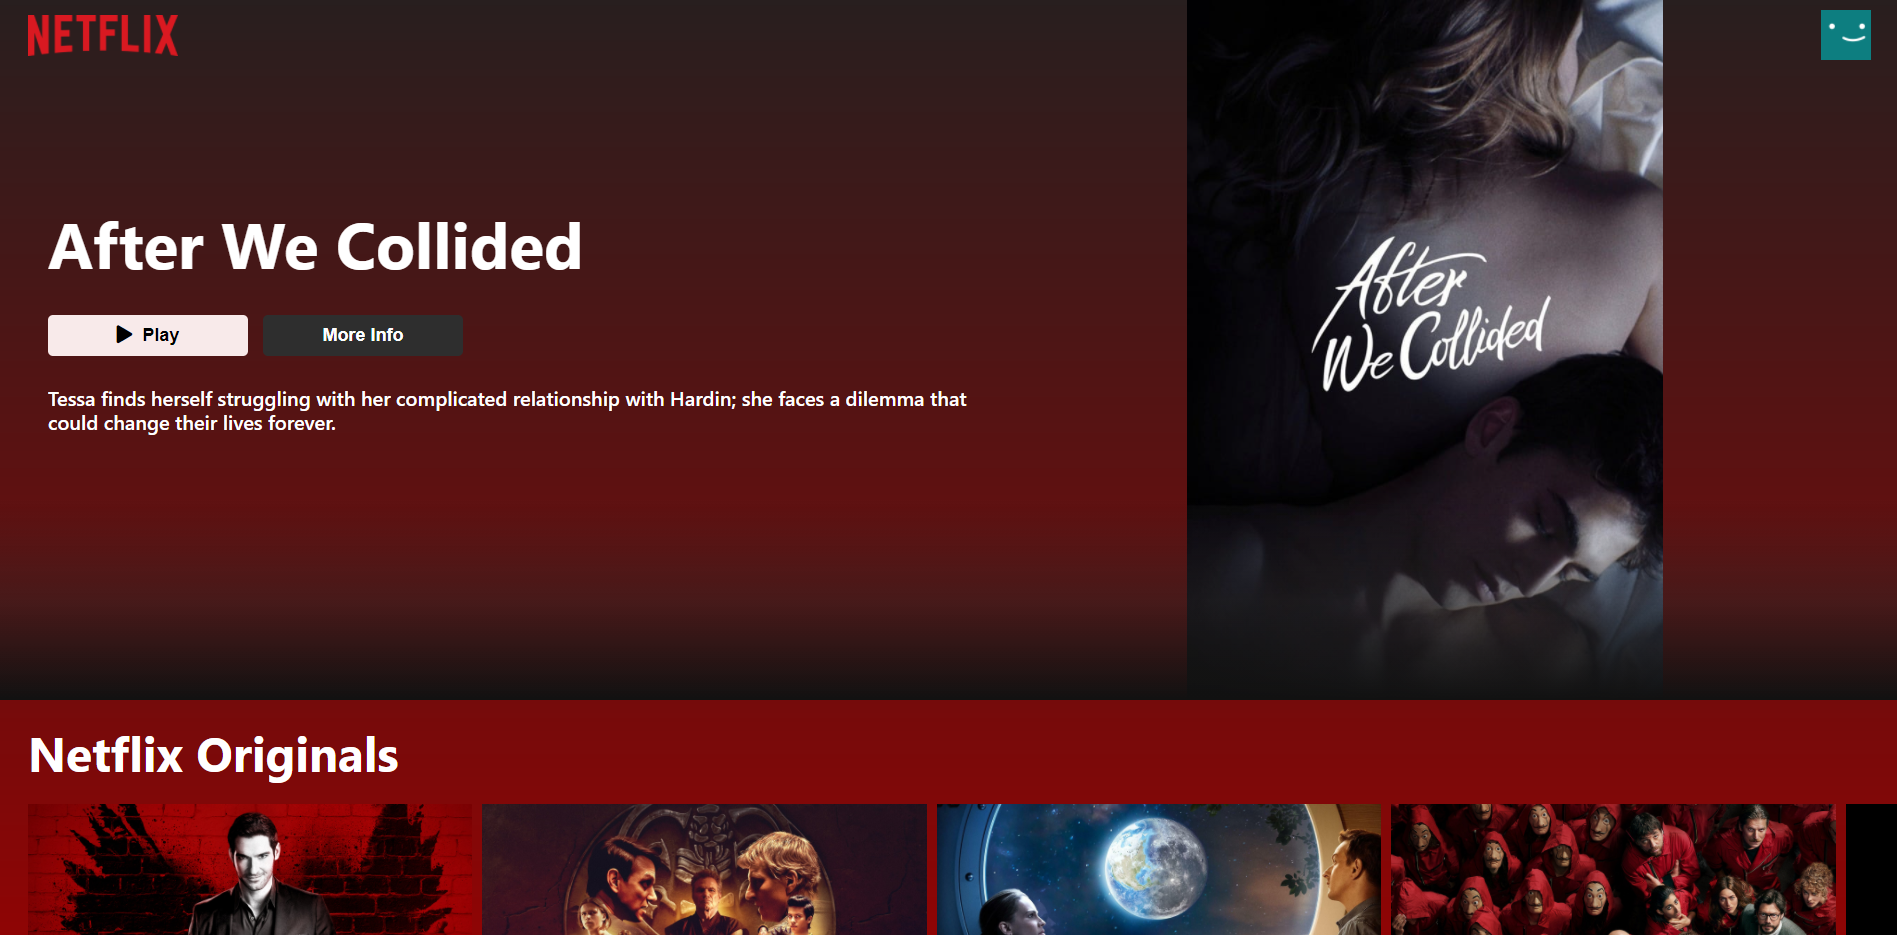 NETFLIX
After We Collided
Play
More Info
Tessa finds herself struggling with her complicated relationship with Hardin; she faces a dilemma that
could change their lives forever.
After
We Collided
Netflix Originals